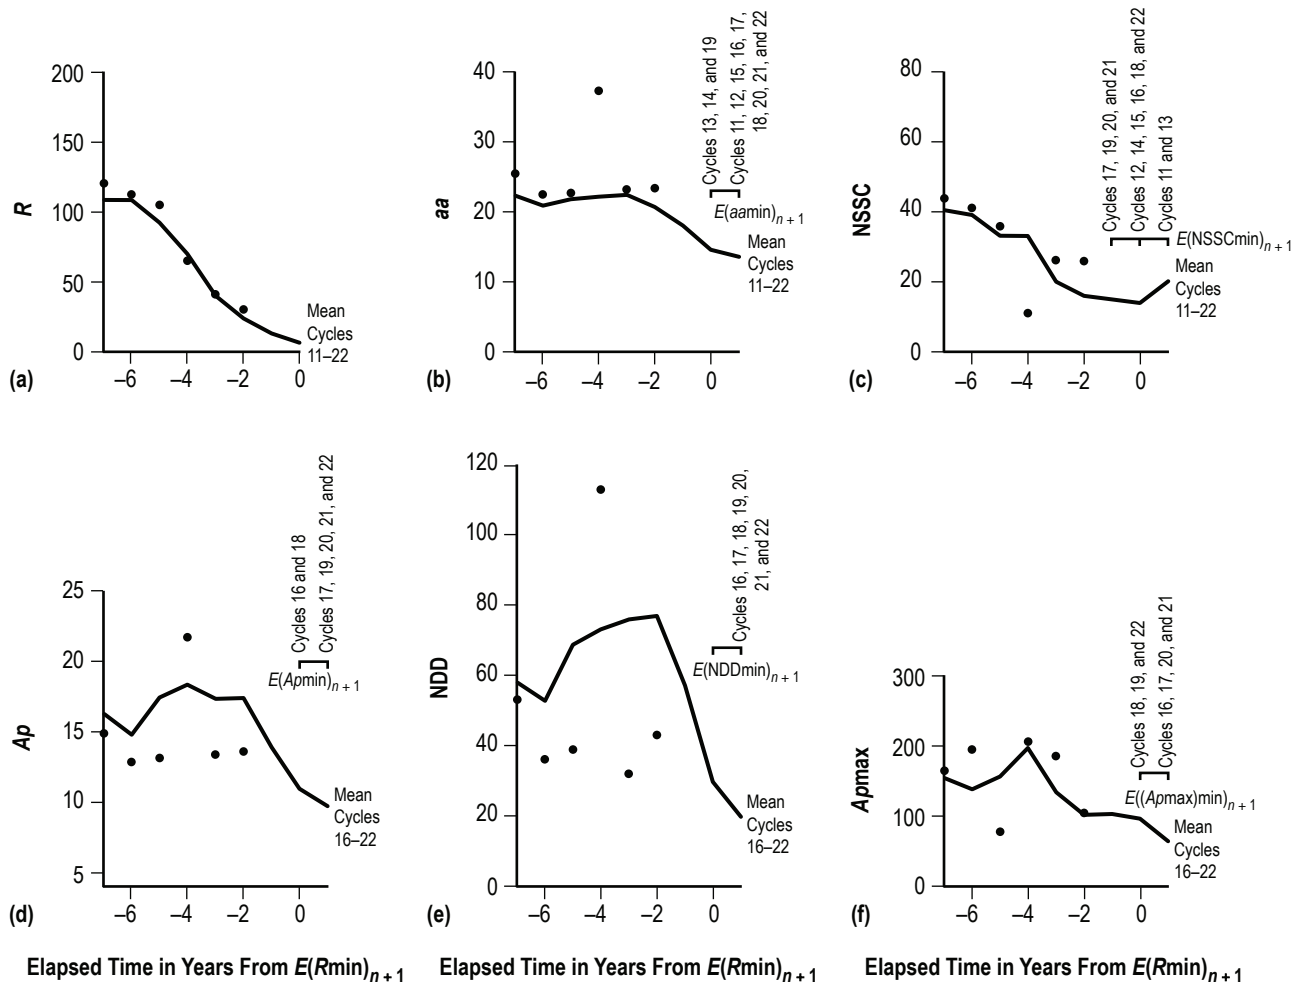 200
150
100
50
0
R
–6
–4
–2
0
Mean
Cycles
11–22
(a)
40
30
20
10
0
aa
–6
–4
–2
0
Cycles 13, 14, and 19
Cycles 11, 12, 15, 16, 17,
18, 20, 21, and 22
E(aamin)n + 1
Mean
Cycles
11–22
(b)
80
60
40
20
0
NSSC
–6
–4
–2
0
Cycles 17, 19, 20, and 21
Cycles 12, 14, 15, 16, 18, and 22
Cycles 11 and 13
E(NSSCmin)n + 1
Mean
Cycles
11–22
(c)
25
20
15
10
5
Ap
–6
–4
–2
0
Cycles 16 and 18
Cycles 17, 19, 20, 21, and 22
E(Apmin)n + 1
Mean
Cycles
16–22
(d)
120
100
80
60
40
20
0
NDD
–6
–4
–2
0
Cycles 16, 17, 18, 19, 20,
21, and 22
E(NDDmin)n + 1
Mean
Cycles
16–22
(e)
300
200
100
0
Apmax
–6
–4
–2
0
Cycles 18, 19, and 22
Cycles 16, 17, 20, and 21
E((Apmax)min)n + 1
Mean
Cycles
16–22
(f)
Elapsed Time in Years From E(Rmin)n + 1
Elapsed Time in Years From E(Rmin)n + 1
Elapsed Time in Years From E(Rmin)n + 1